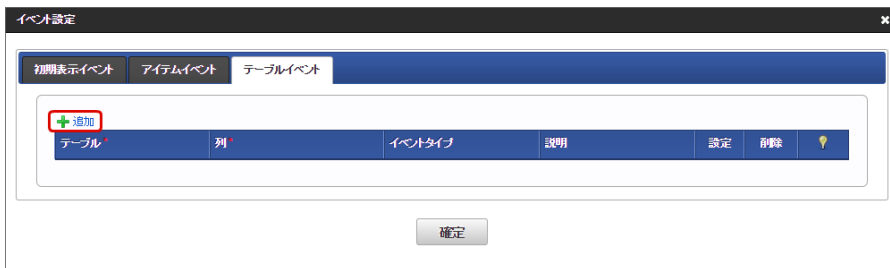 イベント設定
初期表示イベント アイテムイベント テーブルイベント
追加
テーブル* 列* イベントタイプ 説明 設定 削除
確定